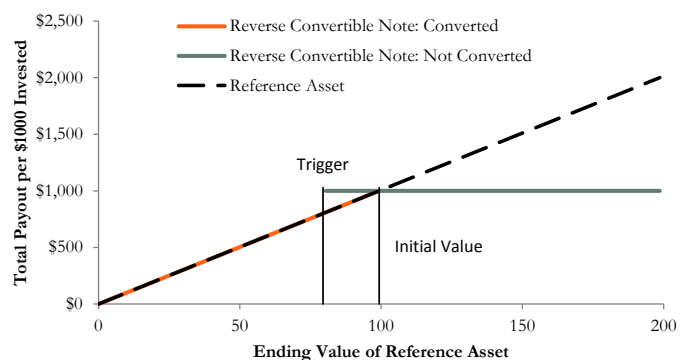 $2,500
$2,000
$1,500
$1,000
$500
$0
Total Payout per $1000 Invested
Reverse Convertible Note: Converted
Reverse Convertible Note: Not Converted
Reference Asset
Trigger
Initial Value
0 50 100 150 200
Ending Value of Reference Asset